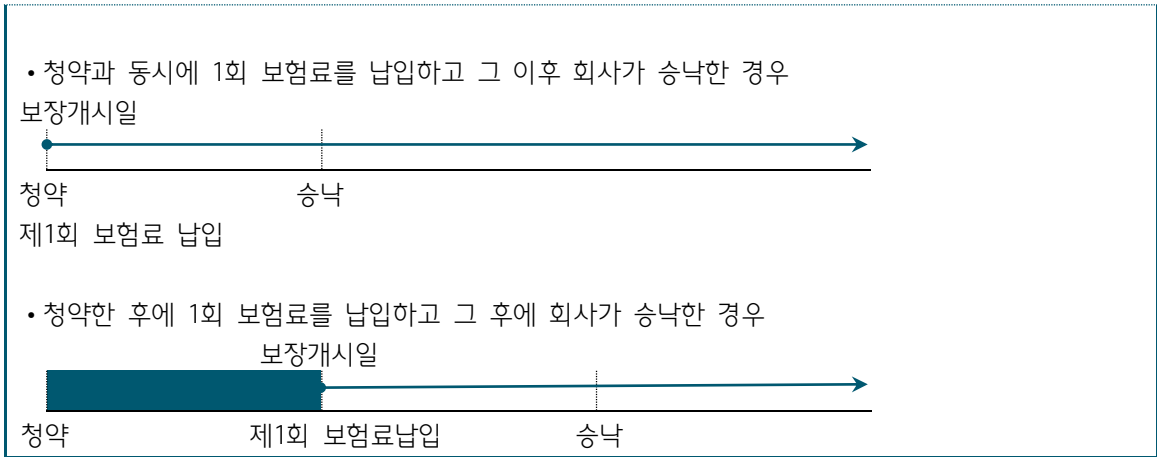 • 청약과 동시에 1회 보험료를 납입하고 그 이후 회사가 승낙한 경우
보장개시일
청약 승낙
제1회 보험료 납입
• 청약한 후에 1회 보험료를 납입하고 그 후에 회사가 승낙한 경우
보장개시일
청약 제1회 보험료납입 승낙